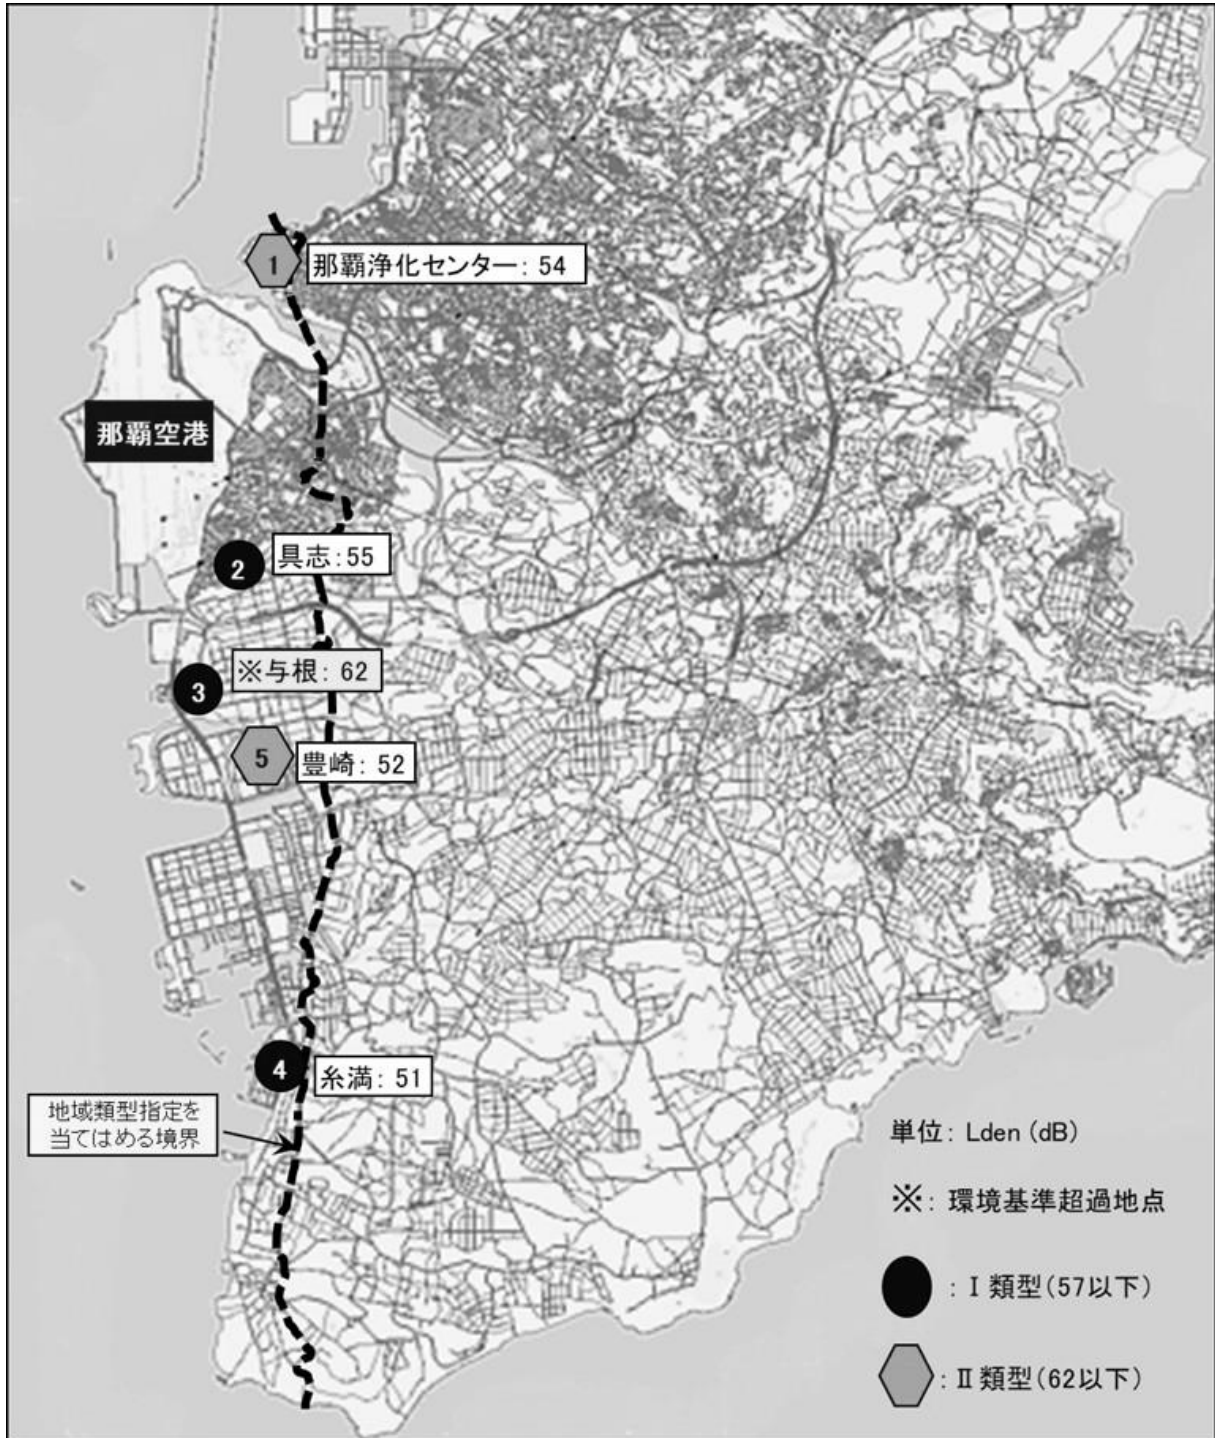 1
那覇浄化センター: 54
那覇空港
2
具志: 55
※与根: 62
3
5
豊崎: 52
4
糸満: 51
地域類型指定を
当てはめる境界
単位: Lden (dB)
※: 環境基準超過地点
: Ⅰ類型(57以下)
: Ⅱ類型(62以下)